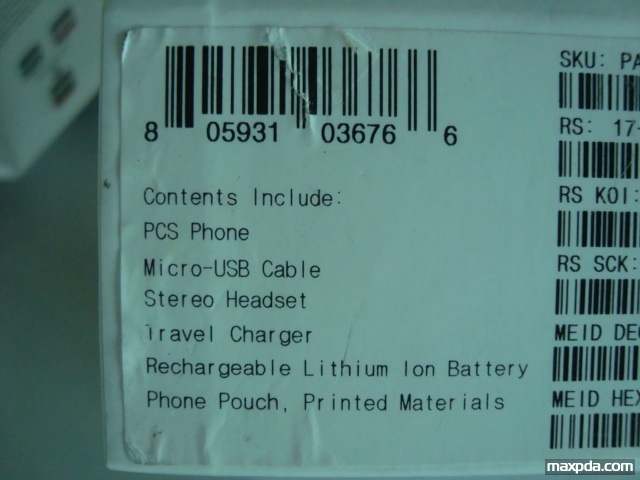 8 05931 03676 6
Contents Include:
PCS Phone
Micro-USB Cable
Stereo Headset
Travel Charger
Rechargeable Lithium Ion Battery
Phone Pouch, Printed Materials
SKU: PA
RS: 17-
RS KOI:
RS SCK:
MEID DE
MEID HEX
maxpda.com